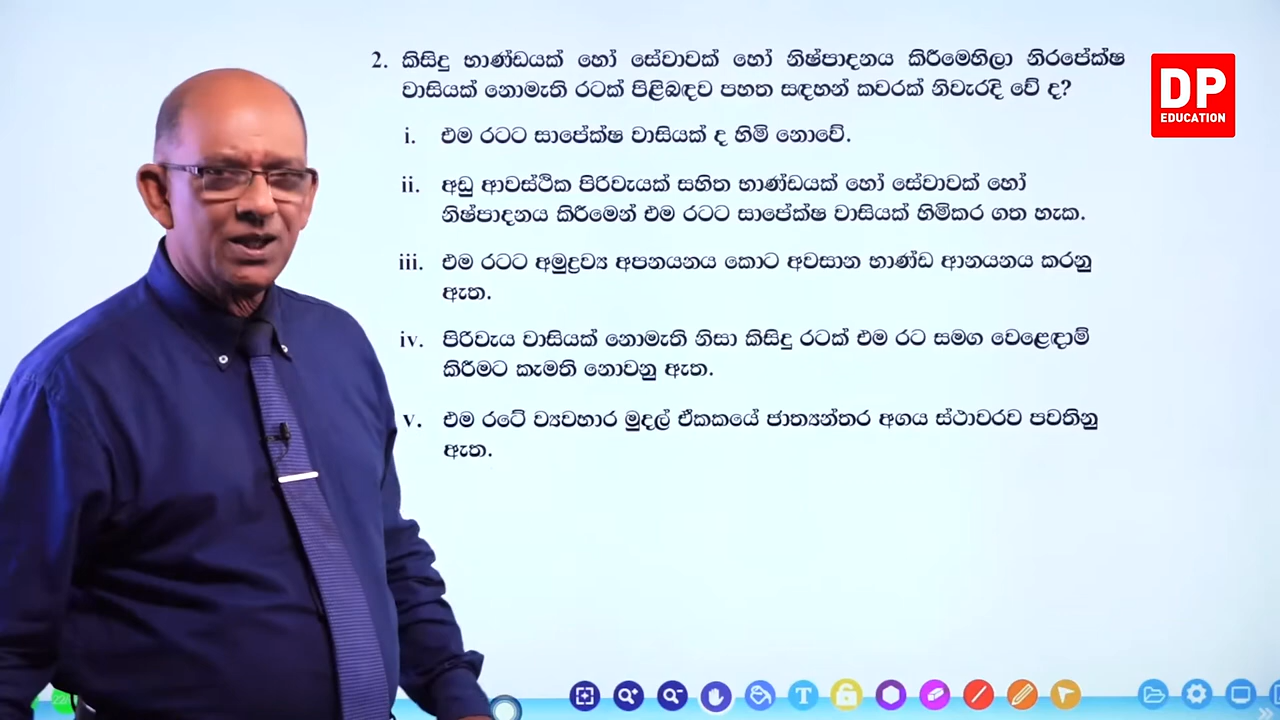 2. කිසිදු භාණ්ඩයක් හෝ සේවාවක් හෝ නිෂ්පාදනය කිරීමෙහිලා නිරපේක්ෂ
වාසියක් නොමැති රටක් පිළිබඳව පහත සඳහන් කවරක් නිවැරදි වේ ද?
i. එම රටට සාපේක්ෂ වාසියක් ද හිමි නොවේ.
ii. අඩු ආවස්ථික පිරිවැයක් සහිත භාණ්ඩයක් හෝ සේවාවක් හෝ
නිෂ්පාදනය කිරීමෙන් එම රටට සාපේක්ෂ වාසියක් හිමිකර ගත හැක.
iii. එම රටට අමුද්‍රව්‍ය අපනයනය කොට අවසාන භාණ්ඩ ආනයනය කරනු
ඇත.
iv. පිරිවැය වාසියක් නොමැති නිසා කිසිදු රටක් එම රට සමග වෙළෙඳාම්
කිරීමට කැමති නොවනු ඇත.
v. එම රටේ ව්‍යවහාර මුදල් ඒකකයේ ජාත්‍යන්තර අගය ස්ථාවරව පවතිනු
ඇත.
DP
EDUCATION